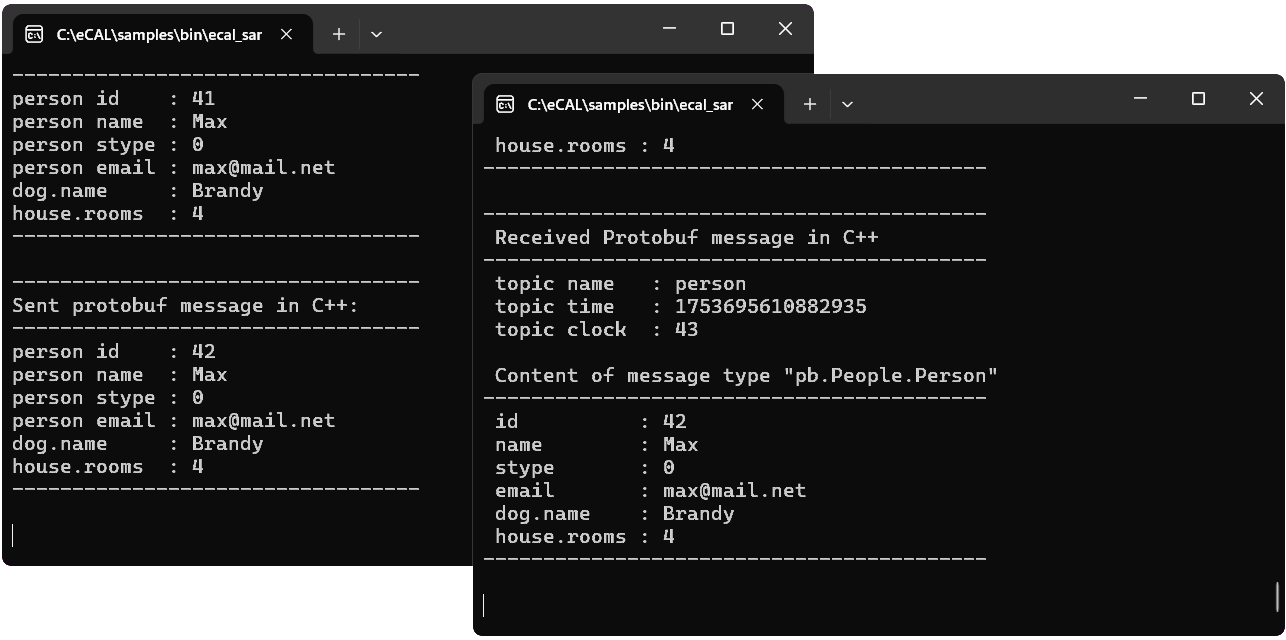 C:\eCAL\samples\bin\ecal_sar
---------------------------------- 
person id    : 41
person name  : Max
person stype : 0
person email : max@mail.net
dog.name     : Brandy
house.rooms  : 4
----------------------------------
----------------------------------
Sent protobuf message in C++:
----------------------------------
person id    : 42
person name  : Max
person stype : 0
person email : max@mail.net
dog.name     : Brandy
house.rooms  : 4
----------------------------------
C:\eCAL\samples\bin\ecal_sar
house.rooms : 4
------------------------------------------
------------------------------------------
Received Protobuf message in C++
------------------------------------------
topic name   : person
topic time   : 1753695610882935
topic clock  : 43
Content of message type "pb.People.Person"
------------------------------------------
id          : 42
name        : Max
stype       : 0
email       : max@mail.net
dog.name    : Brandy
house.rooms : 4
------------------------------------------